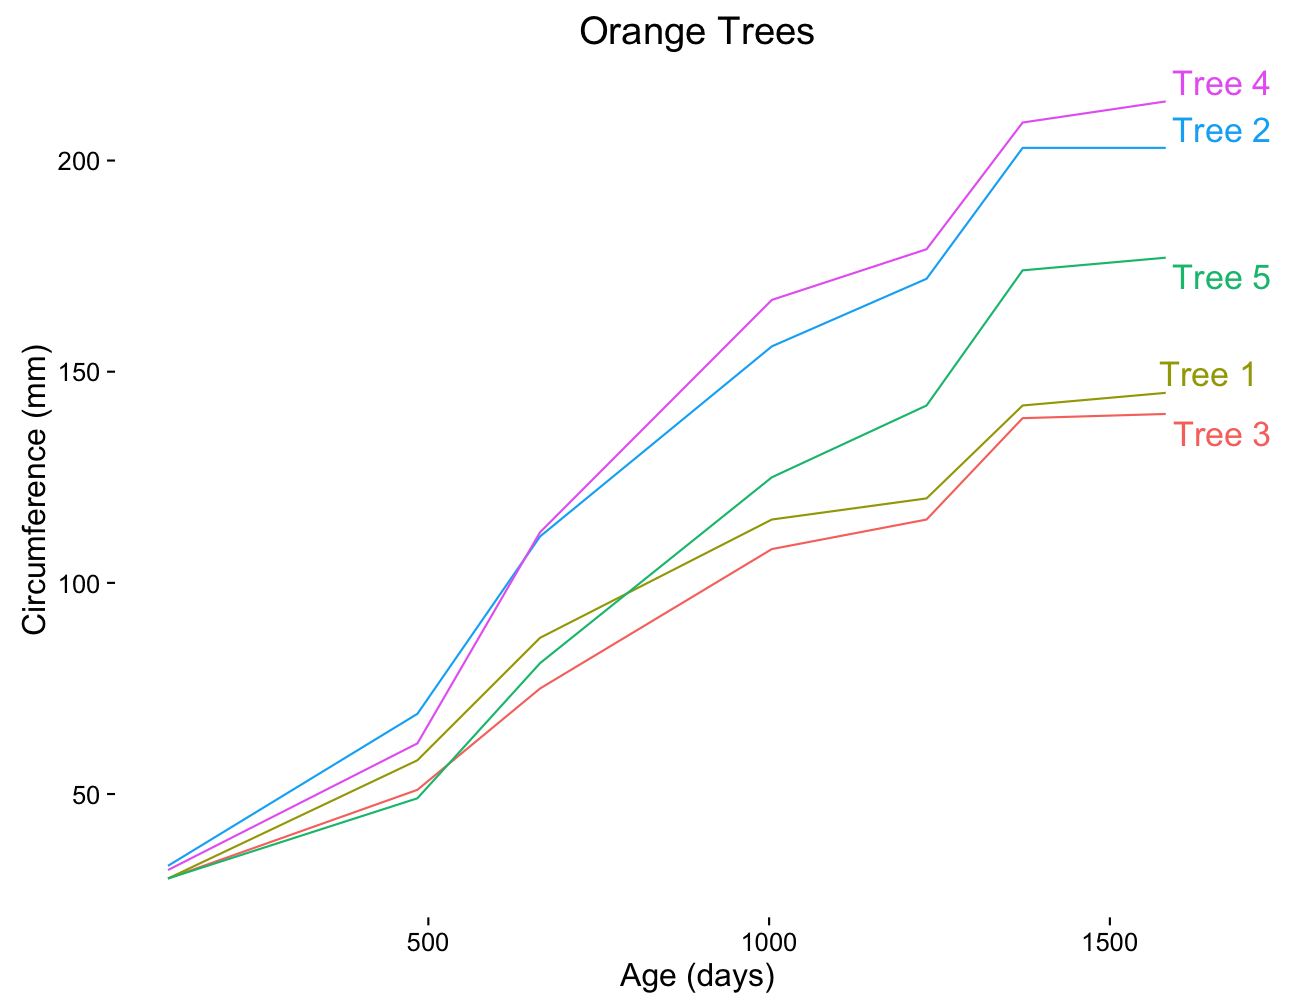 Orange Trees
Tree 4
Tree 2
Tree 5
Tree 1
Tree 3
200
150
100
50
Circumference (mm)
500 1000 1500
Age (days)